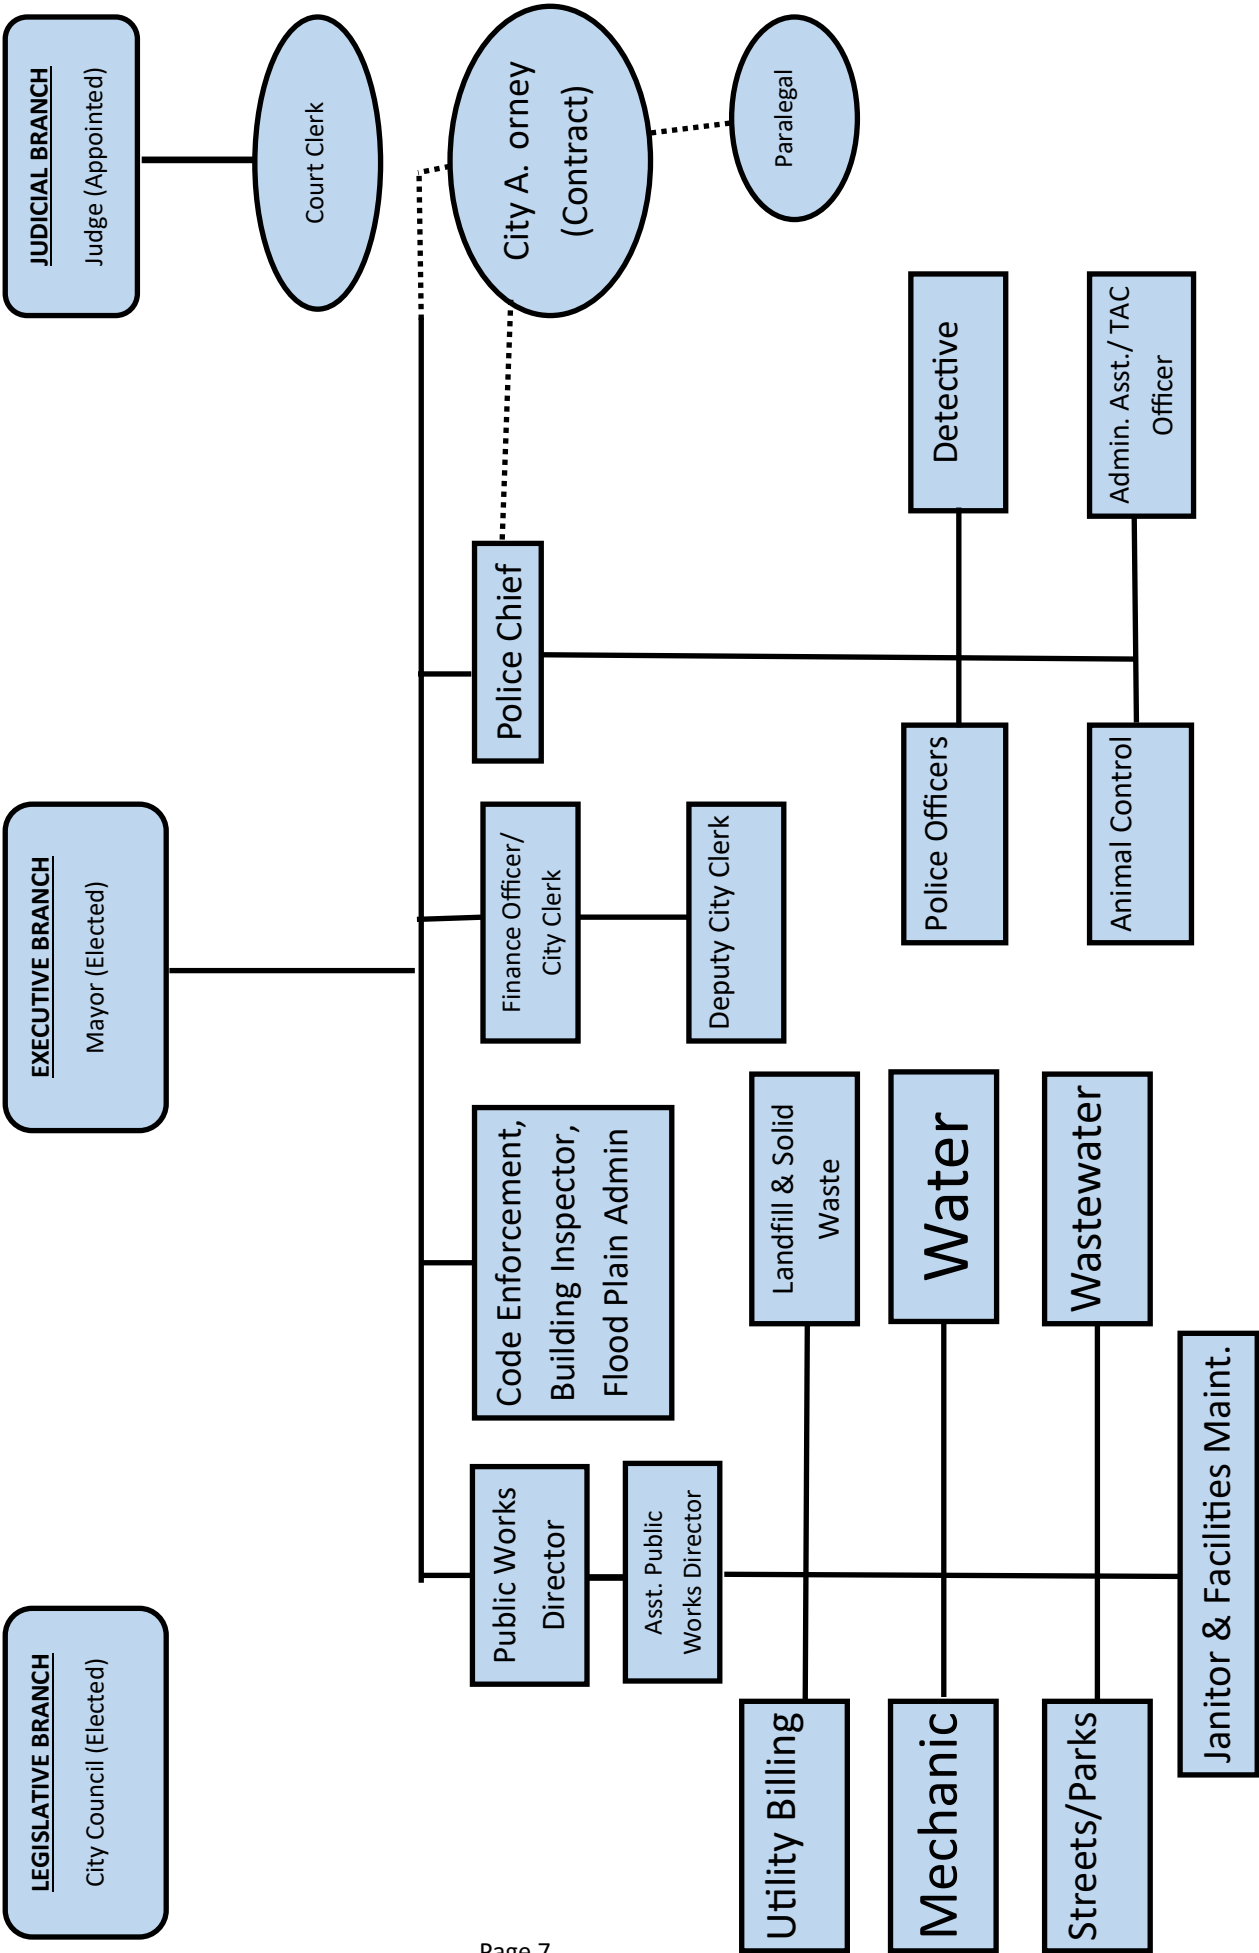 LEGISLATIVE BRANCH
City Council (Elected)
EXECUTIVE BRANCH
Mayor (Elected)
JUDICIAL BRANCH
Judge (Appointed)
Court Clerk
Public Works
Director
Code Enforcement,
Building Inspector,
Flood Plain Admin
Finance Officer/
City Clerk
Police Chief
City A. orney
(Contract)
Asst. Public
Works Director
Deputy City Clerk
Paralegal
Utility Billing
Landfill & Solid
Waste
Mechanic
Water
Police Officers
Detective
Streets/Parks
Wastewater
Animal Control
Admin. Asst./ TAC
Officer
Janitor & Facilities Maint.
Page 7